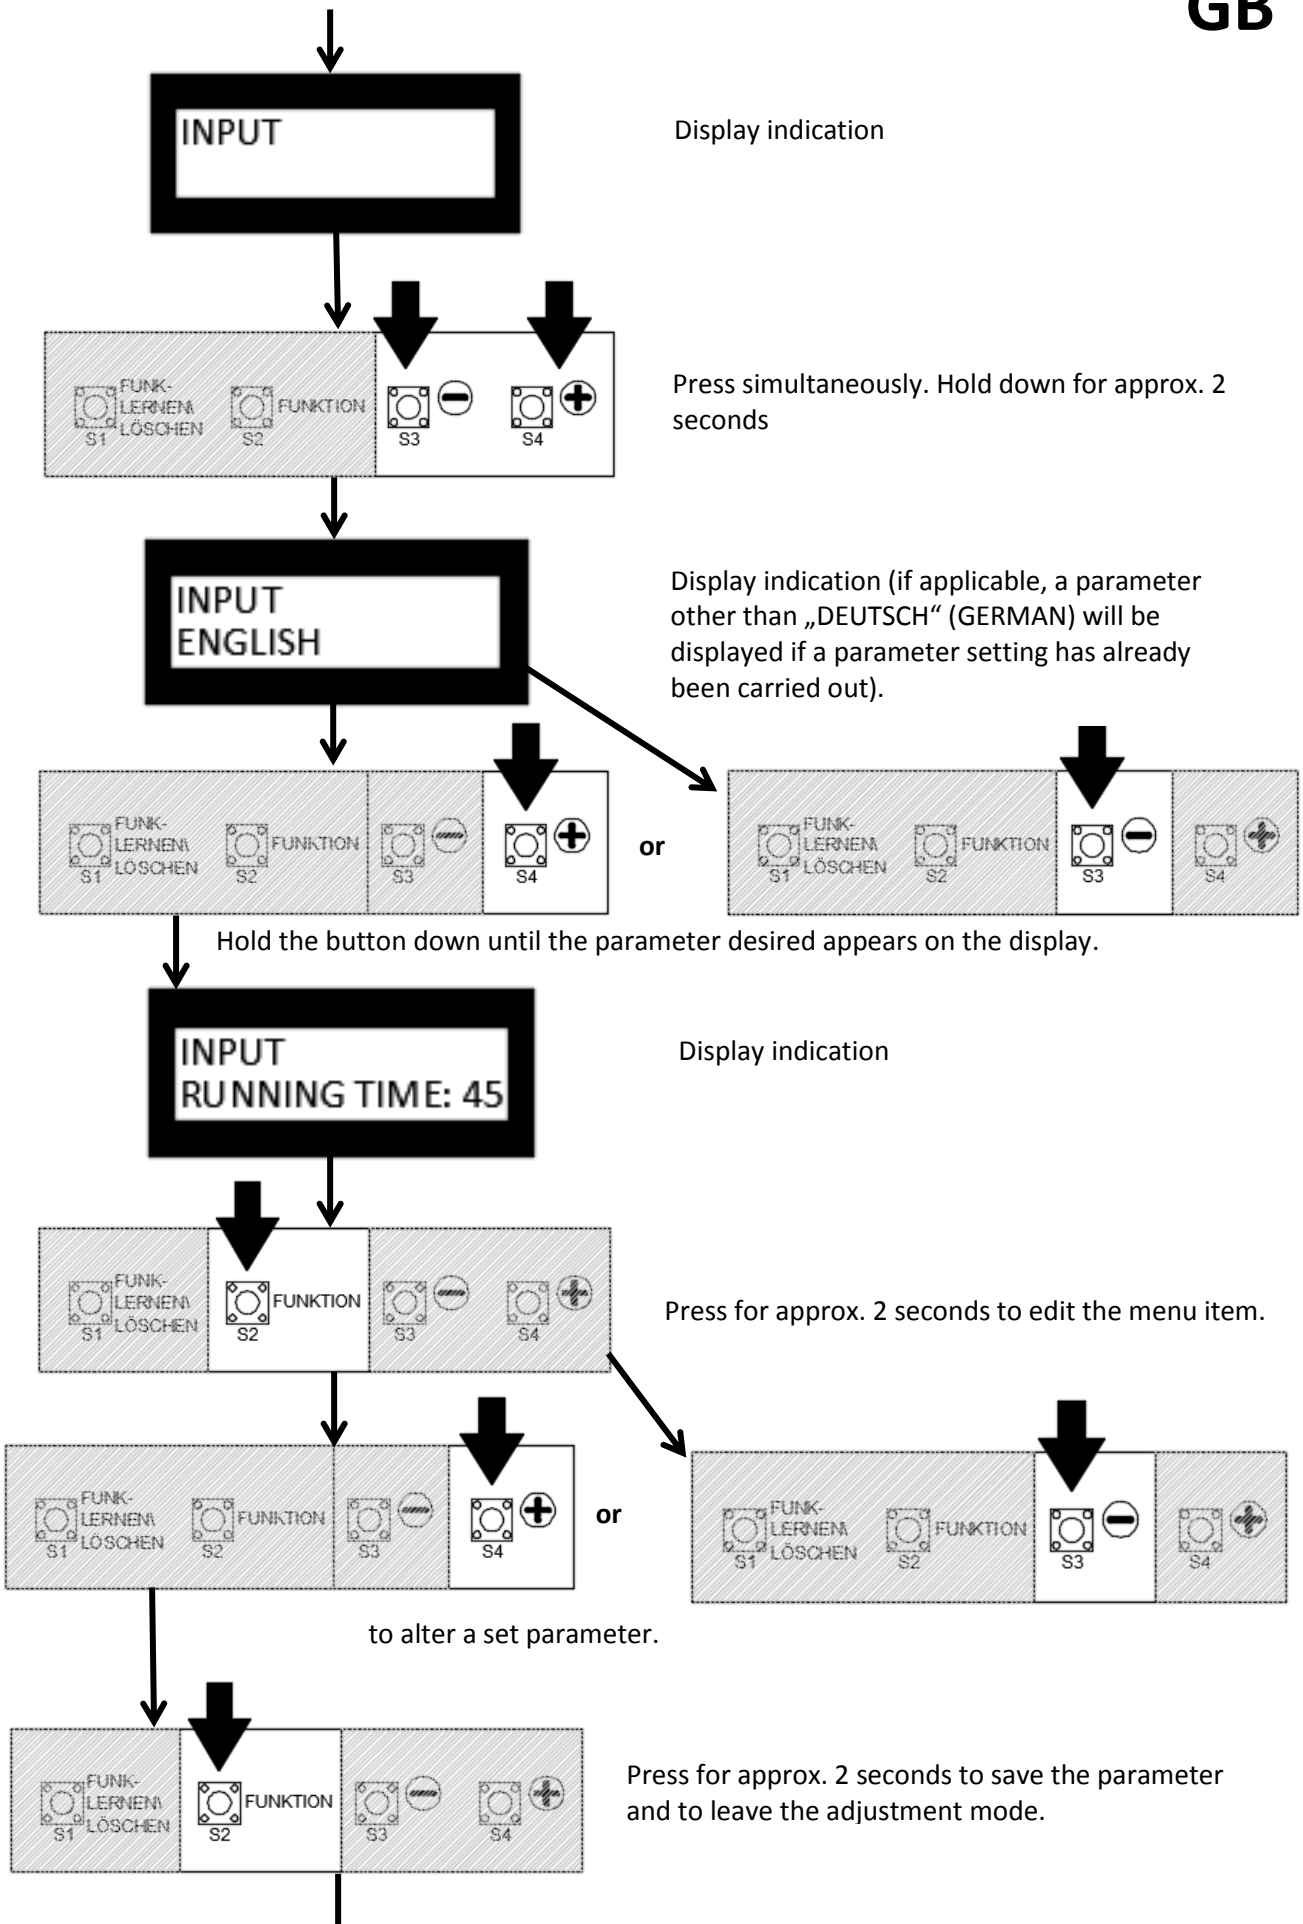 GB
INPUT
Display indication
FUNK-
LERNEN\
LÖSCHEN
S1
FUNKTION
S2
S3
S4
Press simultaneously. Hold down for approx. 2
seconds
INPUT
ENGLISH
Display indication (if applicable, a parameter
other than „DEUTSCH“ (GERMAN) will be
displayed if a parameter setting has already
been carried out).
FUNK-
LERNEN\
LÖSCHEN
S1
FUNKTION
S2
S3
S4
or
FUNK-
LERNEN\
LÖSCHEN
S1
FUNKTION
S2
S3
S4
Hold the button down until the parameter desired appears on the display.
INPUT
RUNNING TIME: 45
Display indication
FUNK-
LERNEN\
LÖSCHEN
S1
FUNKTION
S2
S3
S4
Press for approx. 2 seconds to edit the menu item.
FUNK-
LERNEN\
LÖSCHEN
S1
FUNKTION
S2
S3
S4
or
FUNK-
LERNEN\
LÖSCHEN
S1
FUNKTION
S2
S3
S4
to alter a set parameter.
FUNK-
LERNEN\
LÖSCHEN
S1
FUNKTION
S2
S3
S4
Press for approx. 2 seconds to save the parameter
and to leave the adjustment mode.